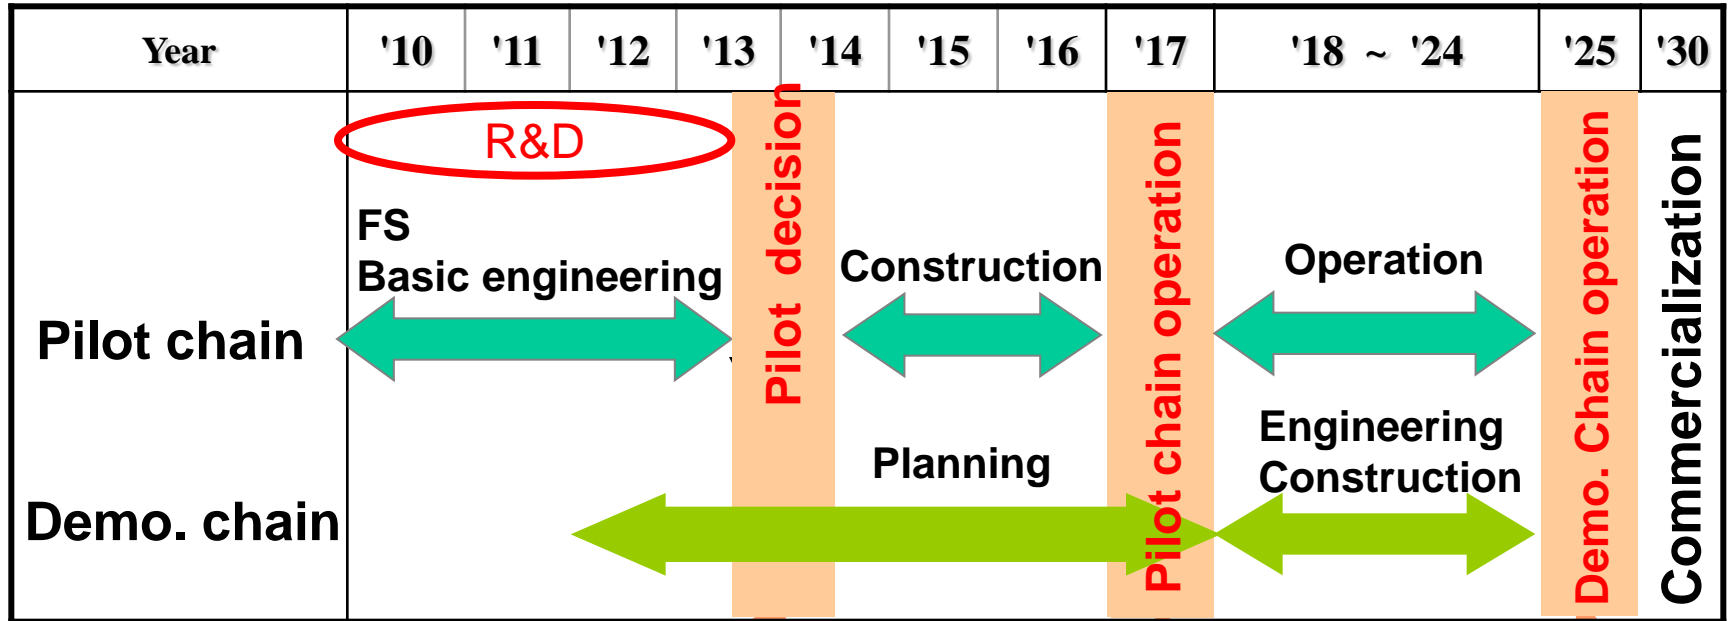 Year '10 '11 '12 '13 '14 '15 '16 '17 '18 ~ '24 '25 '30
R&D
FS
Basic engineering
Pilot decision
Construction
Pilot chain operation
Operation
Demo. Chain operation
Commercialization
Pilot chain
Planning
Engineering
Construction
Demo. chain